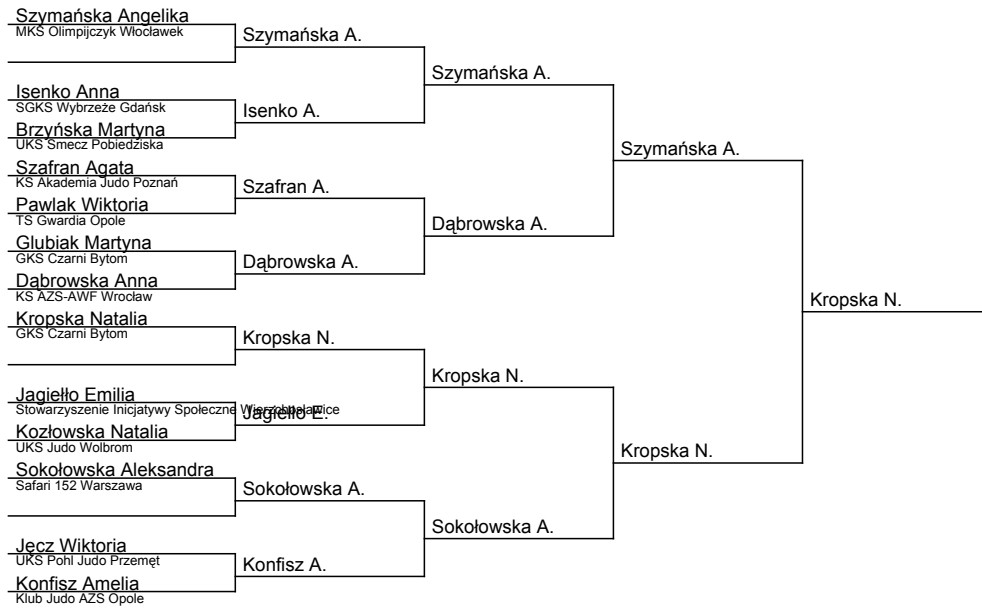 Szymańska Angelika
MKS Olimpijczyk Włocławek
Szymańska A.
Szymańska A.
Isenko Anna
SGKS Wybrzeże Gdańsk
Isenko A.
Brzyńska Martyna
UKS Smecz Pobiedziska
Szymańska A.
Szafran Agata
KS Akademia Judo Poznań
Szafran A.
Pawlak Wiktoria
TS Gwardia Opole
Dąbrowska A.
Glubiak Martyna
GKS Czarni Bytom
Dąbrowska A.
Dąbrowska Anna
KS AZS-AWF Wrocław
Kropska N.
Kropska Natalia
GKS Czarni Bytom
Kropska N.
Kropska N.
Jagiełło Emilia
Stowarzyszenie Inicjatywy Społeczne Wierzchosławice
Jagiełło E.
Kozłowska Natalia
UKS Judo Wolbrom
Kropska N.
Sokołowska Aleksandra
Safari 152 Warszawa
Sokołowska A.
Sokołowska A.
Jęcz Wiktoria
UKS Pohl Judo Przemęt
Konfisz A.
Konfisz Amelia
Klub Judo AZS Opole